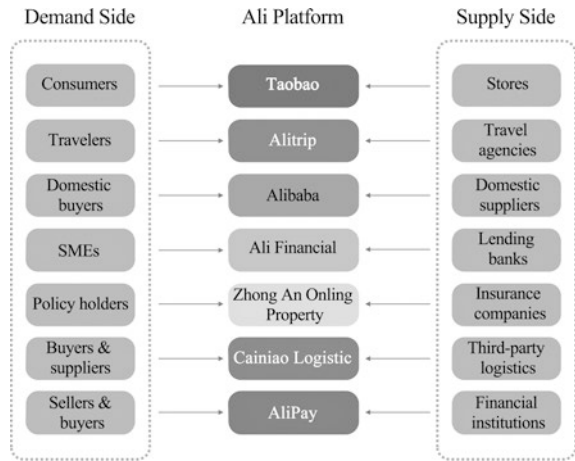 Demand Side
Ali Platform
Supply Side
Consumers
Taobao
Stores
Travelers
Alitrip
Travel
agencies
Domestic
buyers
Alibaba
Domestic
suppliers
SMEs
Ali Financial
Lending
banks
Policy holders
Zhong An Onling
Property
Insurance
companies
Buyers &
suppliers
Cainiao Logistic
Third-party
logistics
Sellers &
buyers
AliPay
Financial
institutions